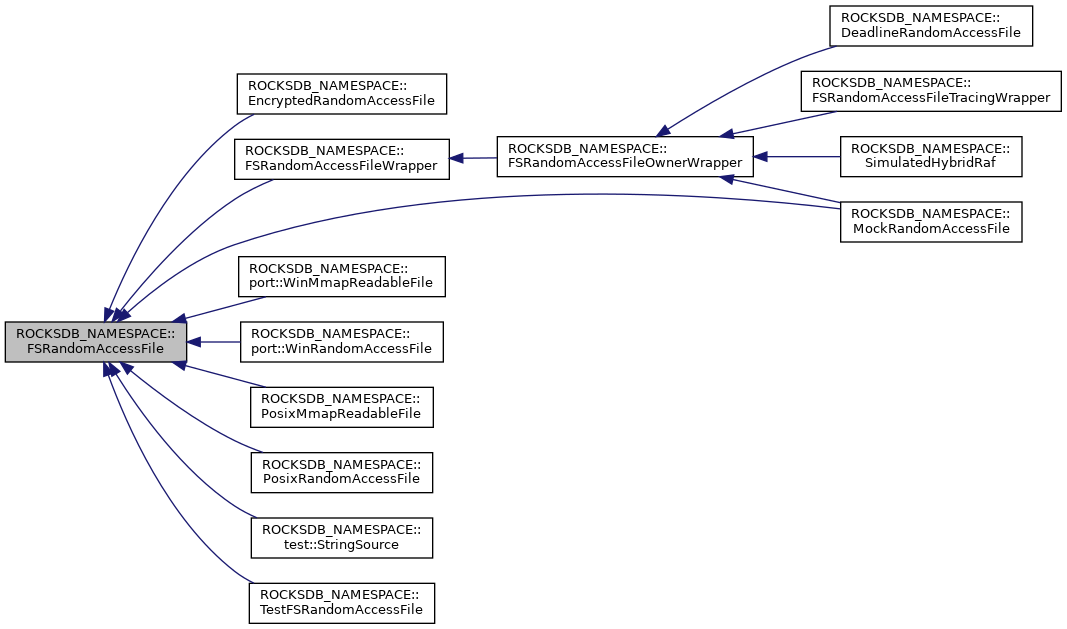 ROCKSDB_NAMESPACE::
FSRandomAccessFile
ROCKSDB_NAMESPACE::
EncryptedRandomAccessFile
ROCKSDB_NAMESPACE::
FSRandomAccessFileWrapper
ROCKSDB_NAMESPACE::
FSRandomAccessFileOwnerWrapper
ROCKSDB_NAMESPACE::
DeadlineRandomAccessFile
ROCKSDB_NAMESPACE::
FSRandomAccessFileTracingWrapper
ROCKSDB_NAMESPACE::
SimulatedHybridRaf
ROCKSDB_NAMESPACE::
MockRandomAccessFile
ROCKSDB_NAMESPACE::
port::WinMmapReadableFile
ROCKSDB_NAMESPACE::
port::WinRandomAccessFile
ROCKSDB_NAMESPACE::
PosixMmapReadableFile
ROCKSDB_NAMESPACE::
PosixRandomAccessFile
ROCKSDB_NAMESPACE::
test::StringSource
ROCKSDB_NAMESPACE::
TestFSRandomAccessFile